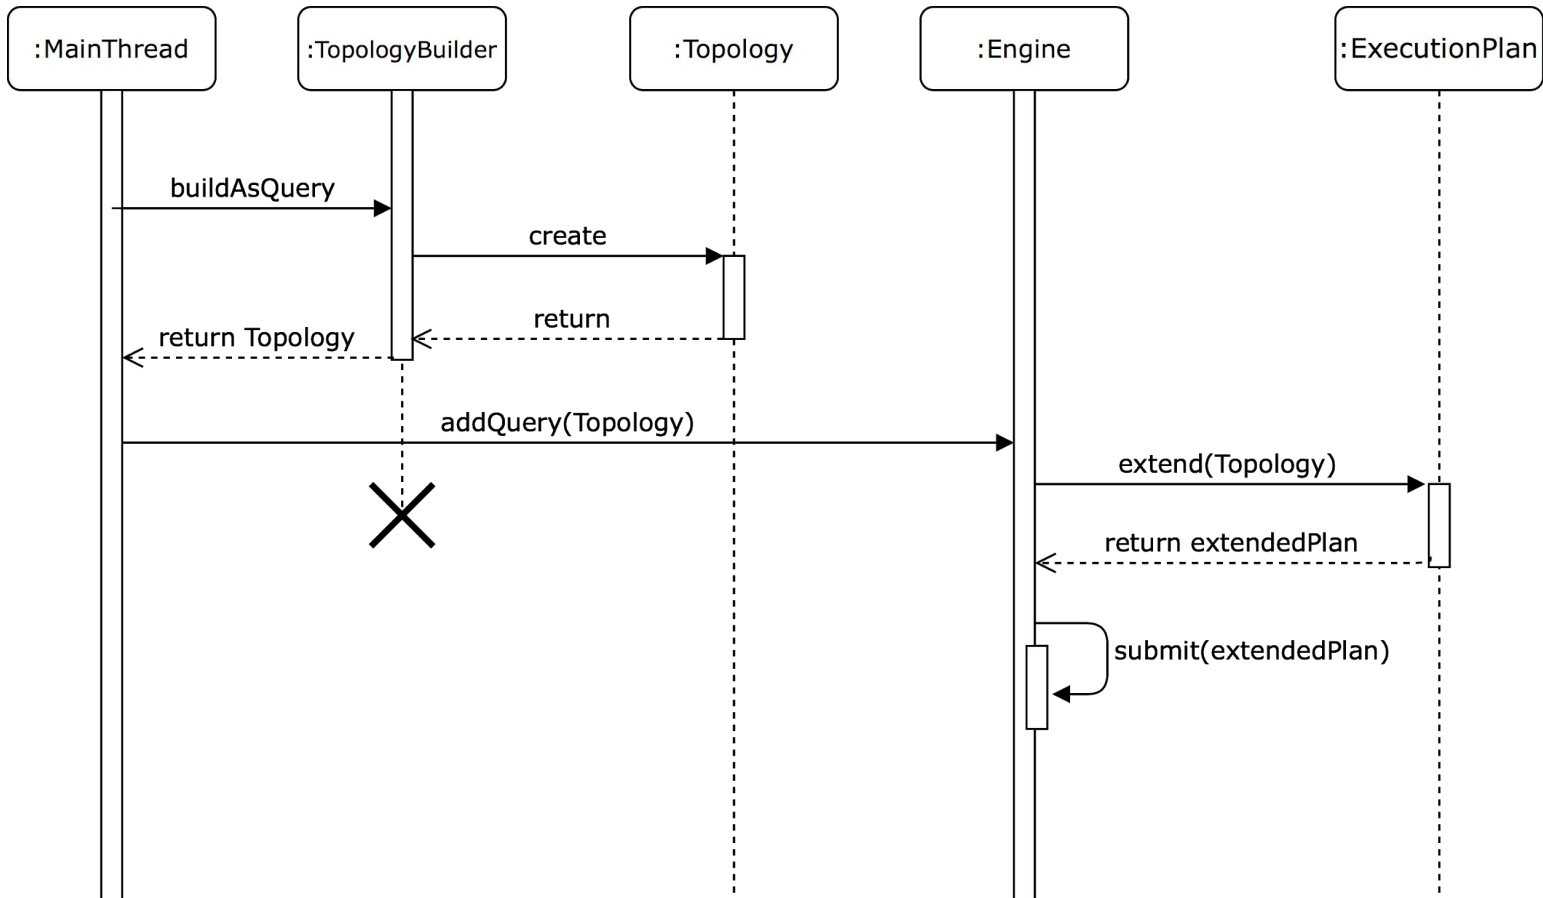 :MainThread
:TopologyBuilder
:Topology
:Engine
:ExecutionPlan
buildAsQuery
create
return
return Topology
addQuery(Topology)
extend(Topology)
return extendedPlan
submit(extendedPlan)